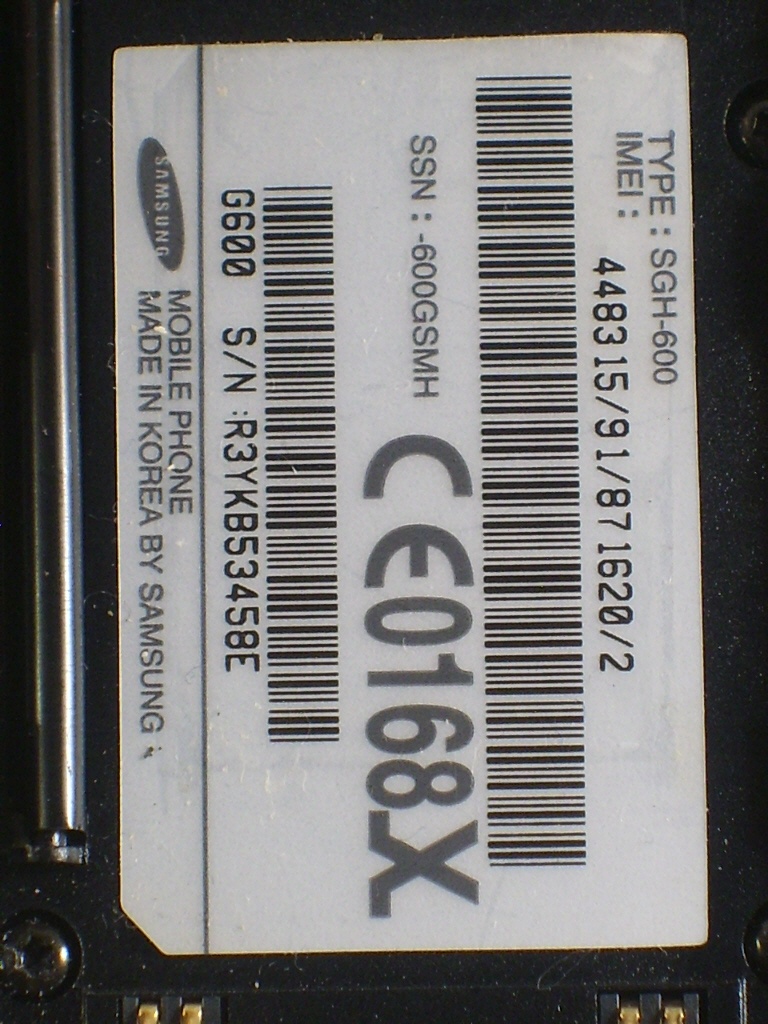 TYPE : SGH-600
IMEI :
448315/91/871620/2
SSN : -600GSMH
CE0168X
G600 S/N :R3YKB53458E
SAMSUNG
MOBILE PHONE
MADE IN KOREA BY SAMSUNG